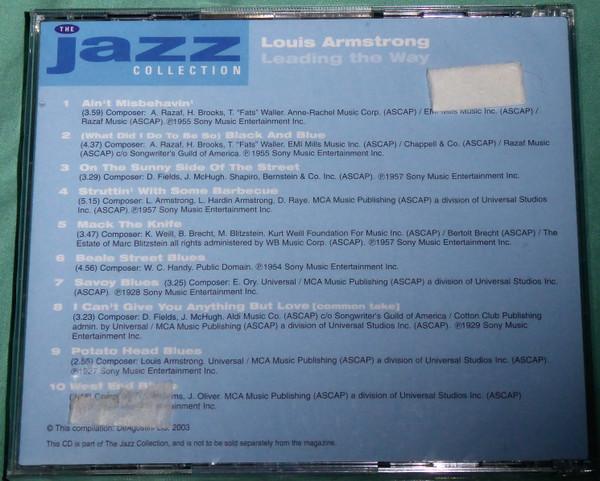 THE
jazz
COLLECTION
Louis Armstrong
Leading the Way
1 Ain't Misbehavin'
(3.59) Composer: A. Razaf, H. Brooks, T. "Fats" Waller. Anne-Rachel Music Corp. (ASCAP) / EMI Mills Music Inc. (ASCAP) /
Razaf Music (ASCAP). ℗1955 Sony Music Entertainment Inc.
2 (What Did I Do To Be So) Black And Blue
(4.37) Composer: A. Razaf, H. Brooks, T. "Fats" Waller. EMI Mills Music Inc. (ASCAP) / Chappell & Co. (ASCAP) / Razaf Music
(ASCAP) c/o Songwriter's Guild of America. ℗ 1955 Sony Music Entertainment Inc.
3 On The Sunny Side Of The Street
(3.29) Composer: D. Fields, J. McHugh. Shapiro, Bernstein & Co. Inc. (ASCAP). ℗1957 Sony Music Entertainment Inc.
4 Struttin' With Some Barbecue
(5.15) Composer: L. Armstrong, L. Hardin Armstrong, D. Raye. MCA Music Publishing (ASCAP) a division of Universal Studios
Inc. (ASCAP). ℗1957 Sony Music Entertainment Inc.
5 Mack The Knife
(3.47) Composer: K. Weill, B. Brecht, M. Blitzstein. Kurt Weill Foundation For Music Inc. (ASCAP) / Bertolt Brecht (ASCAP) / The
Estate of Marc Blitzstein all rights administered by WB Music Corp. (ASCAP). ℗1957 Sony Music Entertainment Inc.
6 Beale Street Blues
(4.56) Composer: W. C. Handy. Public Domain. ℗1954 Sony Music Entertainment Inc.
7 Savoy Blues (3.25) Composer: E. Ory. Universal / MCA Music Publishing (ASCAP) a division of Universal Studios Inc.
(ASCAP). ℗1928 Sony Music Entertainment Inc.
8 I Can't Give You Anything But Love [common take]
(3.23) Composer: D. Fields, J. McHugh. Aldi Music Co. (ASCAP) c/o Songwriter's Guild of America / Cotton Club Publishing
admin. by Universal / MCA Music Publishing (ASCAP) a division of Universal Studios Inc. (ASCAP). ℗1929 Sony Music
Entertainment Inc.
9 Potato Head Blues
(2.55) Composer: Louis Armstrong. Universal / MCA Music Publishing (ASCAP) a division of Universal Studios Inc. (ASCAP).
℗1927 Sony Music Entertainment Inc.
10 West End Blues
J. Oliver. MCA Music Publishing (ASCAP) a division of Universal Studios Inc. (ASCAP)
Entertainment Inc.
© This compilation: DeAgostini Ltd. 2003
This CD is part of The Jazz Collection, and is not to be sold separately from the magazine.